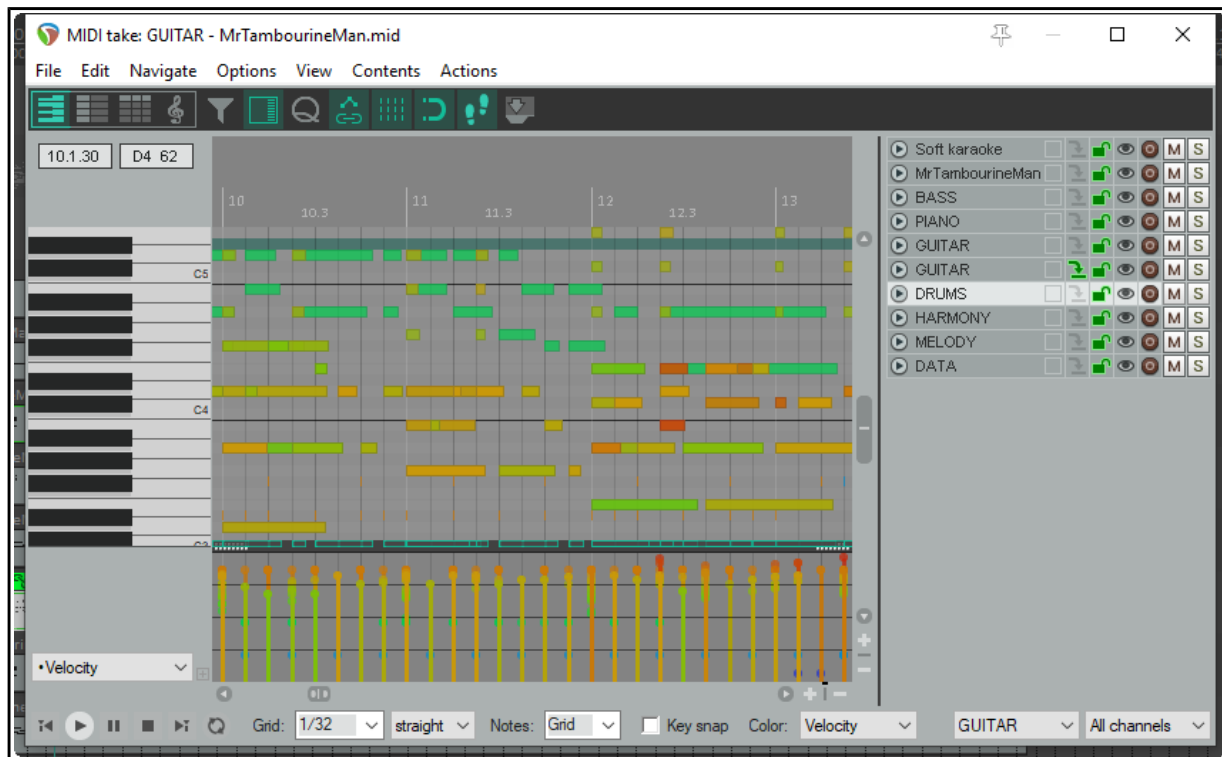 MIDI take: GUITAR - MrTambourineMan.mid
File Edit Navigate Options View Contents Actions
10.1.30 D4 62
10 10.3 11 11.3 12 12.3 13
C5
C4
Soft karaoke M S
MrTambourineMan M S
BASS M S
PIANO M S
GUITAR M S
GUITAR M S
DRUMS M S
HARMONY M S
MELODY M S
DATA M S
•Velocity
Grid: 1/32 straight Notes: Grid Key snap Color: Velocity GUITAR All channels